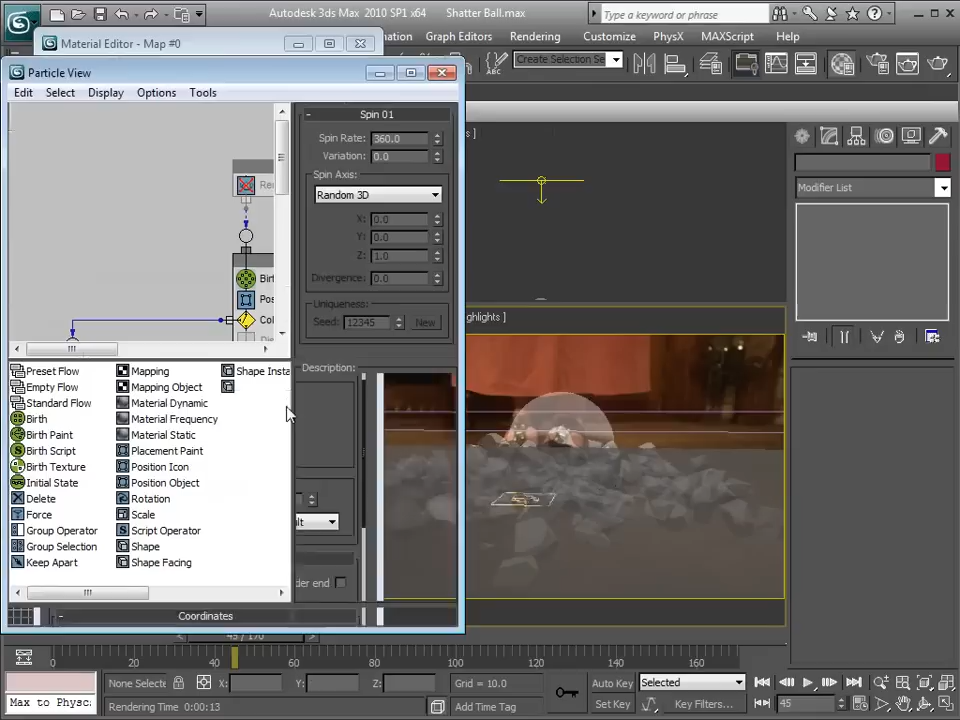 Autodesk 3ds Max 2010 SP1 x64
Shatter Ball.max
Type a keyword or phrase
Material Editor - Map #0
Graph Editors
Rendering
Customize
PhysX
MAXScript
Help
Create Selection Se
Particle View
Edit
Select
Display
Options
Tools
Spin 01
Spin Rate: 360.0
Variation: 0.0
Spin Axis:
Random 3D
X: 0.0
Y: 0.0
Z: 1.0
Divergence: 0.0
Uniqueness:
Seed: 12345
New
Description:
Modifier List
Preset Flow
Empty Flow
Standard Flow
Birth
Birth Paint
Birth Script
Birth Texture
Initial State
Delete
Force
Group Operator
Group Selection
Keep Apart
Mapping
Mapping Object
Material Dynamic
Material Frequency
Material Static
Placement Paint
Position Icon
Position Object
Rotation
Scale
Script Operator
Shape
Shape Facing
Shape Insta
Coordinates
45 / 170
0 20 40 60 80 100 120 140 160
None Selecte
X:
Y:
Z:
Grid = 10.0
Auto Key
Selected
Set Key
Key Filters...
45
Max to Physc
Rendering Time 0:00:13
Add Time Tag